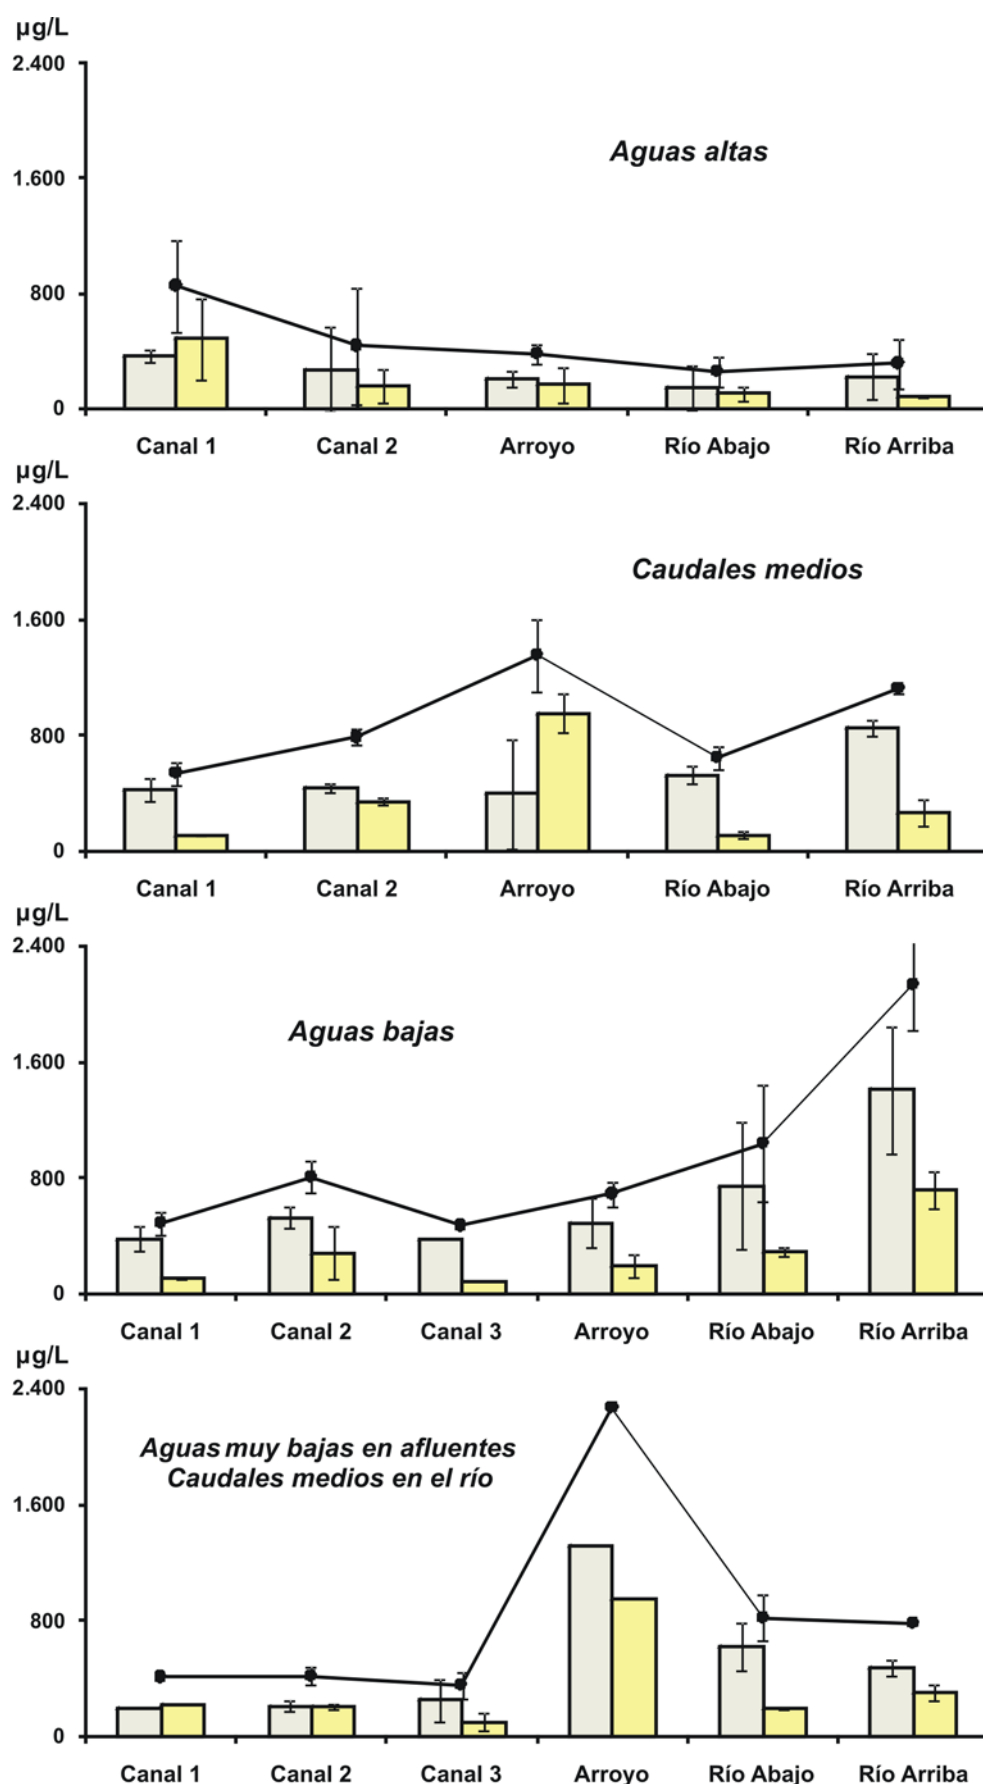 µg/L
2.400
Aguas altas
1.600
800
0
Canal 1 Canal 2 Arroyo Río Abajo Río Arriba
µg/L
2.400
Caudales medios
1.600
800
0
Canal 1 Canal 2 Arroyo Río Abajo Río Arriba
µg/L
2.400
Aguas bajas
1.600
800
0
Canal 1 Canal 2 Canal 3 Arroyo Río Abajo Río Arriba
µg/L
2.400
Aguas muy bajas en afluentes
Caudales medios en el río
1.600
800
0
Canal 1 Canal 2 Canal 3 Arroyo Río Abajo Río Arriba